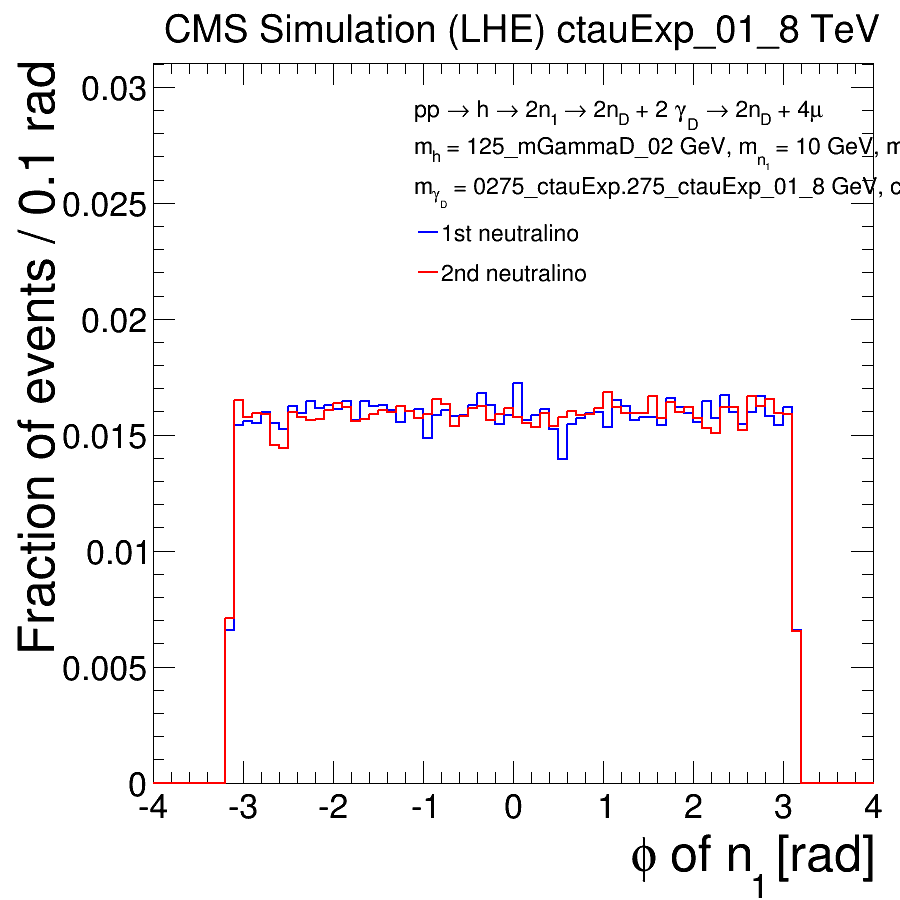 CMS Simulation (LHE) ctauExp_01_8 TeV
Fraction of events / 0.1 rad
0.03
0.025
0.02
0.015
0.01
0.005
0
pp → h → 2n1 → 2nD + 2 γD → 2nD + 4μ
mh = 125_mGammaD_02 GeV, mn1 = 10 GeV, m
mγD = 0275_ctauExp.275_ctauExp_01_8 GeV, c
1st neutralino
2nd neutralino
-4 -3 -2 -1 0 1 2 3 4
ϕ of n1 [rad]